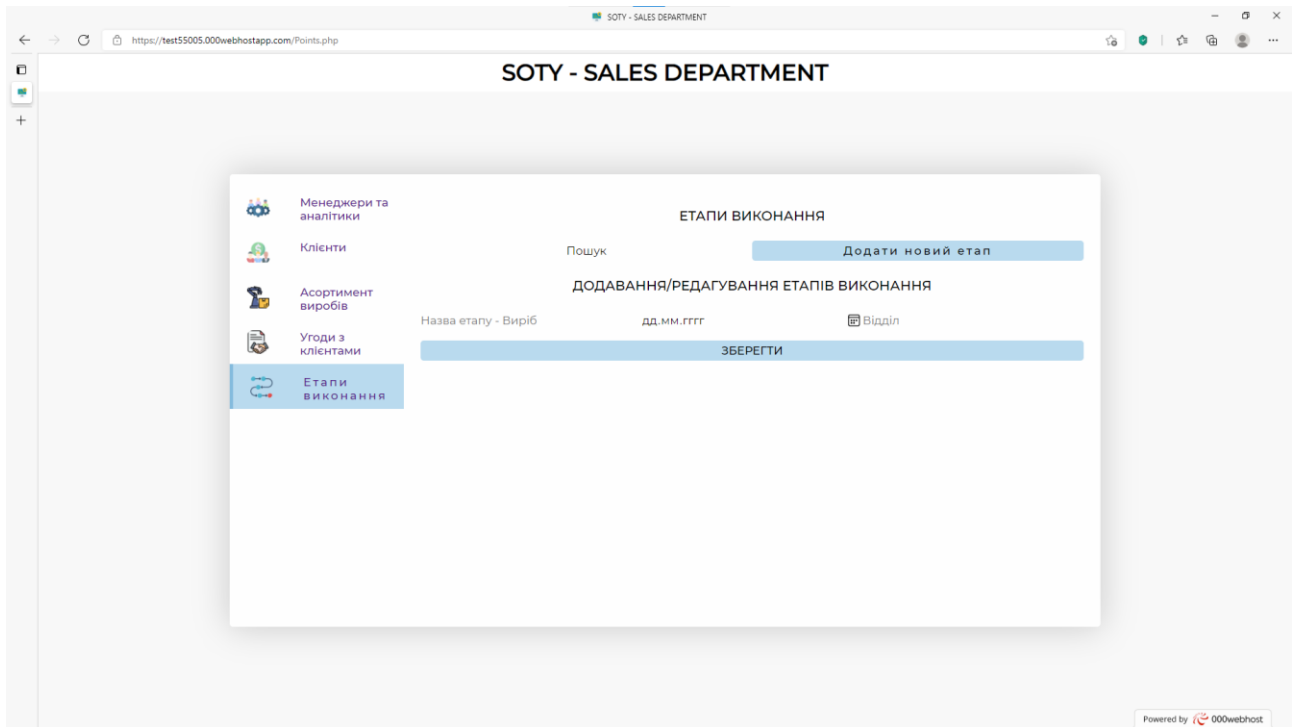 SOTY - SALES DEPARTMENT
https://test55005.000webhostapp.com/Points.php
SOTY - SALES DEPARTMENT
Менеджери та
аналітики
Клієнти
Асортимент
виробів
Угоди з
клієнтами
Етапи
виконання
ЕТАПИ ВИКОНАННЯ
Пошук Додати новий етап
ДОДАВАННЯ/РЕДАГУВАННЯ ЕТАПІВ ВИКОНАННЯ
Назва етапу - Виріб дд.мм.гггг Відділ
ЗБЕРЕГТИ
Powered by 000webhost